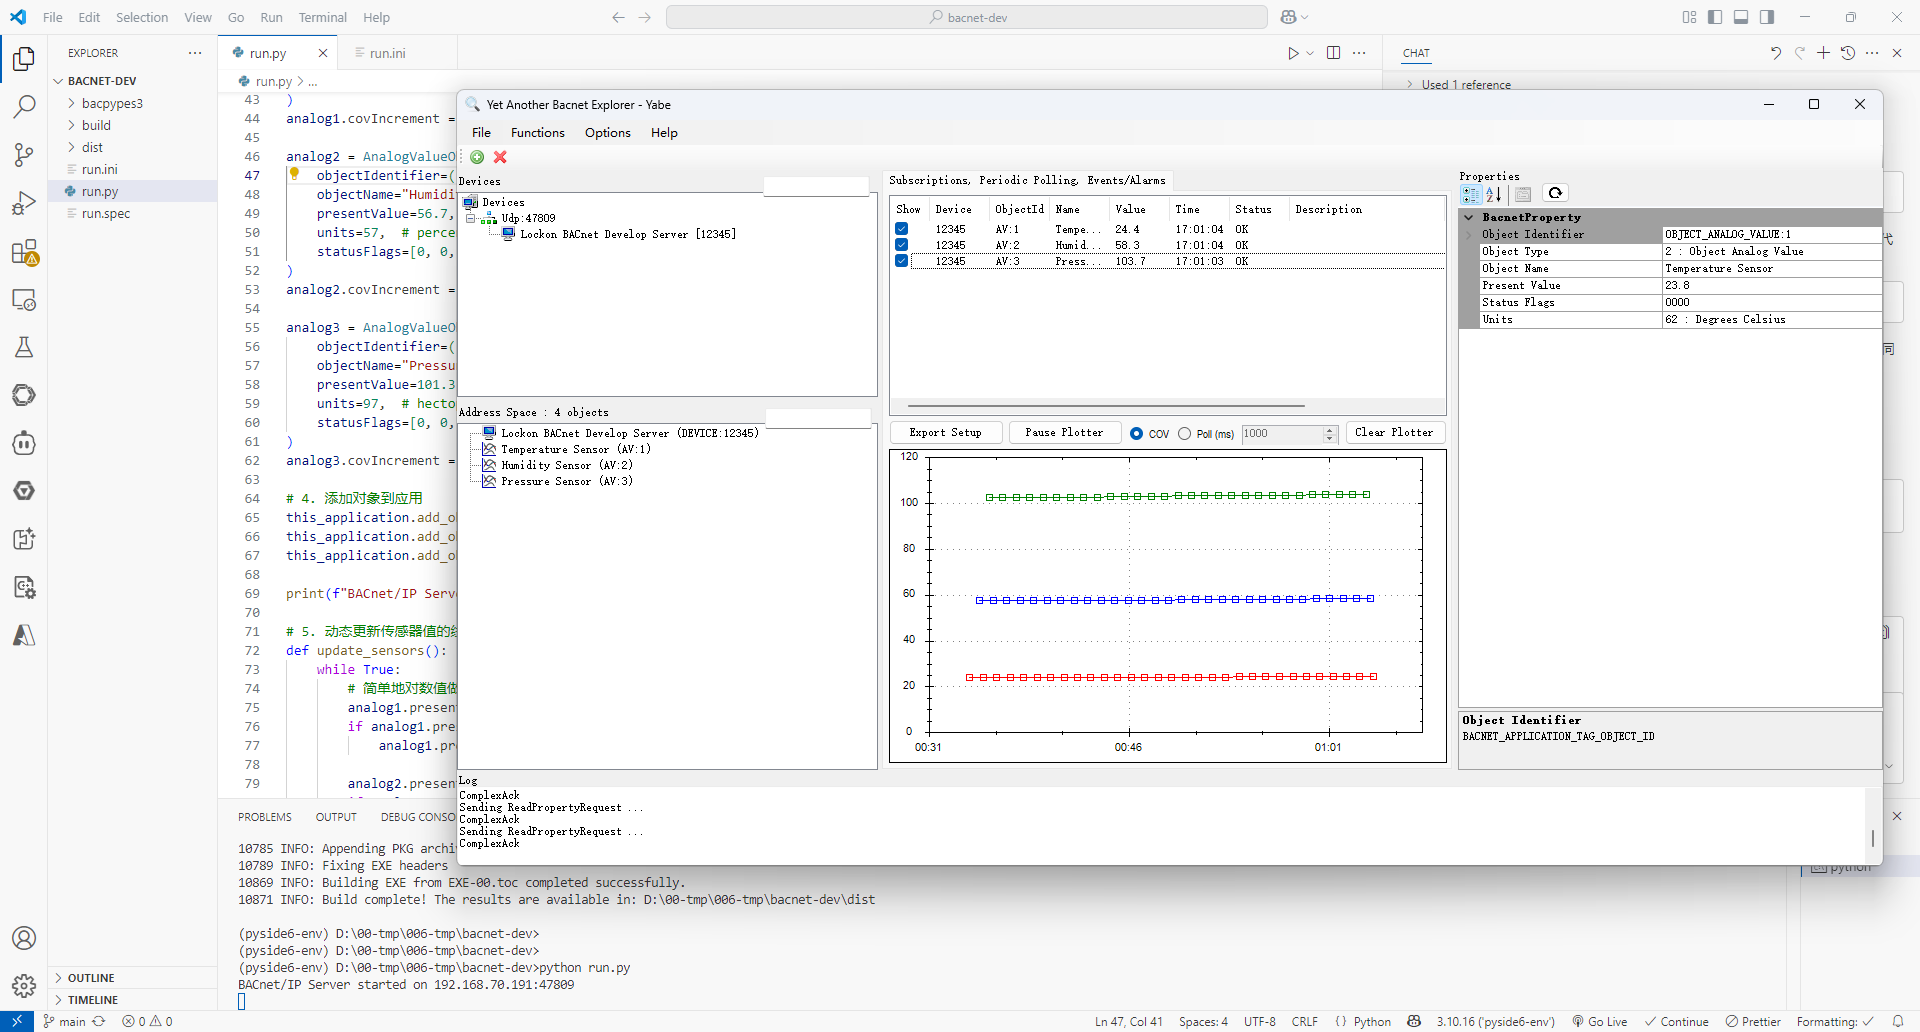 File Edit Selection View Go Run Terminal Help
bacnet-dev
EXPLORER
BACNET-DEV
bacpypes3
build
dist
run.ini
run.py
run.spec
OUTLINE
TIMELINE
run.py
run.ini
run.py > ...
43 )
44 analog1.covIncrement =
45
46 analog2 = AnalogValueO
47 objectIdentifier=(
48 objectName="Humidi
49 presentValue=56.7,
50 units=57, # perce
51 statusFlags=[0, 0,
52 )
53 analog2.covIncrement =
54
55 analog3 = AnalogValueO
56 objectIdentifier=(
57 objectName="Pressu
58 presentValue=101.3
59 units=97, # hecto
60 statusFlags=[0, 0,
61 )
62 analog3.covIncrement =
63
64 # 4. 添加对象到应用
65 this_application.add_o
66 this_application.add_o
67 this_application.add_o
68
69 print(f"BACnet/IP Serv
70
71 # 5. 动态更新传感器值的
72 def update_sensors():
73 while True:
74 # 简单地对数值做
75 analog1.presen
76 if analog1.pre
77 analog1.pr
78
79 analog2.presen
CHAT
Used 1 reference
Yet Another Bacnet Explorer - Yabe
File Functions Options Help
Devices
Devices
Udp:47809
Lockon BACnet Develop Server [12345]
Address Space : 4 objects
Lockon BACnet Develop Server (DEVICE:12345)
Temperature Sensor (AV:1)
Humidity Sensor (AV:2)
Pressure Sensor (AV:3)
Subscriptions, Periodic Polling, Events/Alarms
Show Device ObjectId Name Value Time Status Description
12345 AV:1 Tempe... 24.4 17:01:04 OK
12345 AV:2 Humid... 58.3 17:01:04 OK
12345 AV:3 Press... 103.7 17:01:03 OK
Export Setup Pause Plotter COV Poll (ms) 1000 Clear Plotter
120
100
80
60
40
20
0
00:31 00:46 01:01
Properties
BacnetProperty
Object Identifier OBJECT_ANALOG_VALUE:1
Object Type 2 : Object Analog Value
Object Name Temperature Sensor
Present Value 23.8
Status Flags 0000
Units 62 : Degrees Celsius
Object Identifier
BACNET_APPLICATION_TAG_OBJECT_ID
Log
ComplexAck
Sending ReadPropertyRequest ...
ComplexAck
Sending ReadPropertyRequest ...
ComplexAck
PROBLEMS OUTPUT DEBUG CONSO
10785 INFO: Appending PKG archi
10789 INFO: Fixing EXE headers
10869 INFO: Building EXE from EXE-00.toc completed successfully.
10871 INFO: Build complete! The results are available in: D:\00-tmp\006-tmp\bacnet-dev\dist
(pyside6-env) D:\00-tmp\006-tmp\bacnet-dev>
(pyside6-env) D:\00-tmp\006-tmp\bacnet-dev>
(pyside6-env) D:\00-tmp\006-tmp\bacnet-dev>python run.py
BACnet/IP Server started on 192.168.70.191:47809
python
main 0 0
Ln 47, Col 41 Spaces: 4 UTF-8 CRLF { } Python 3.10.16 ('pyside6-env') Go Live Continue Prettier Formatting: